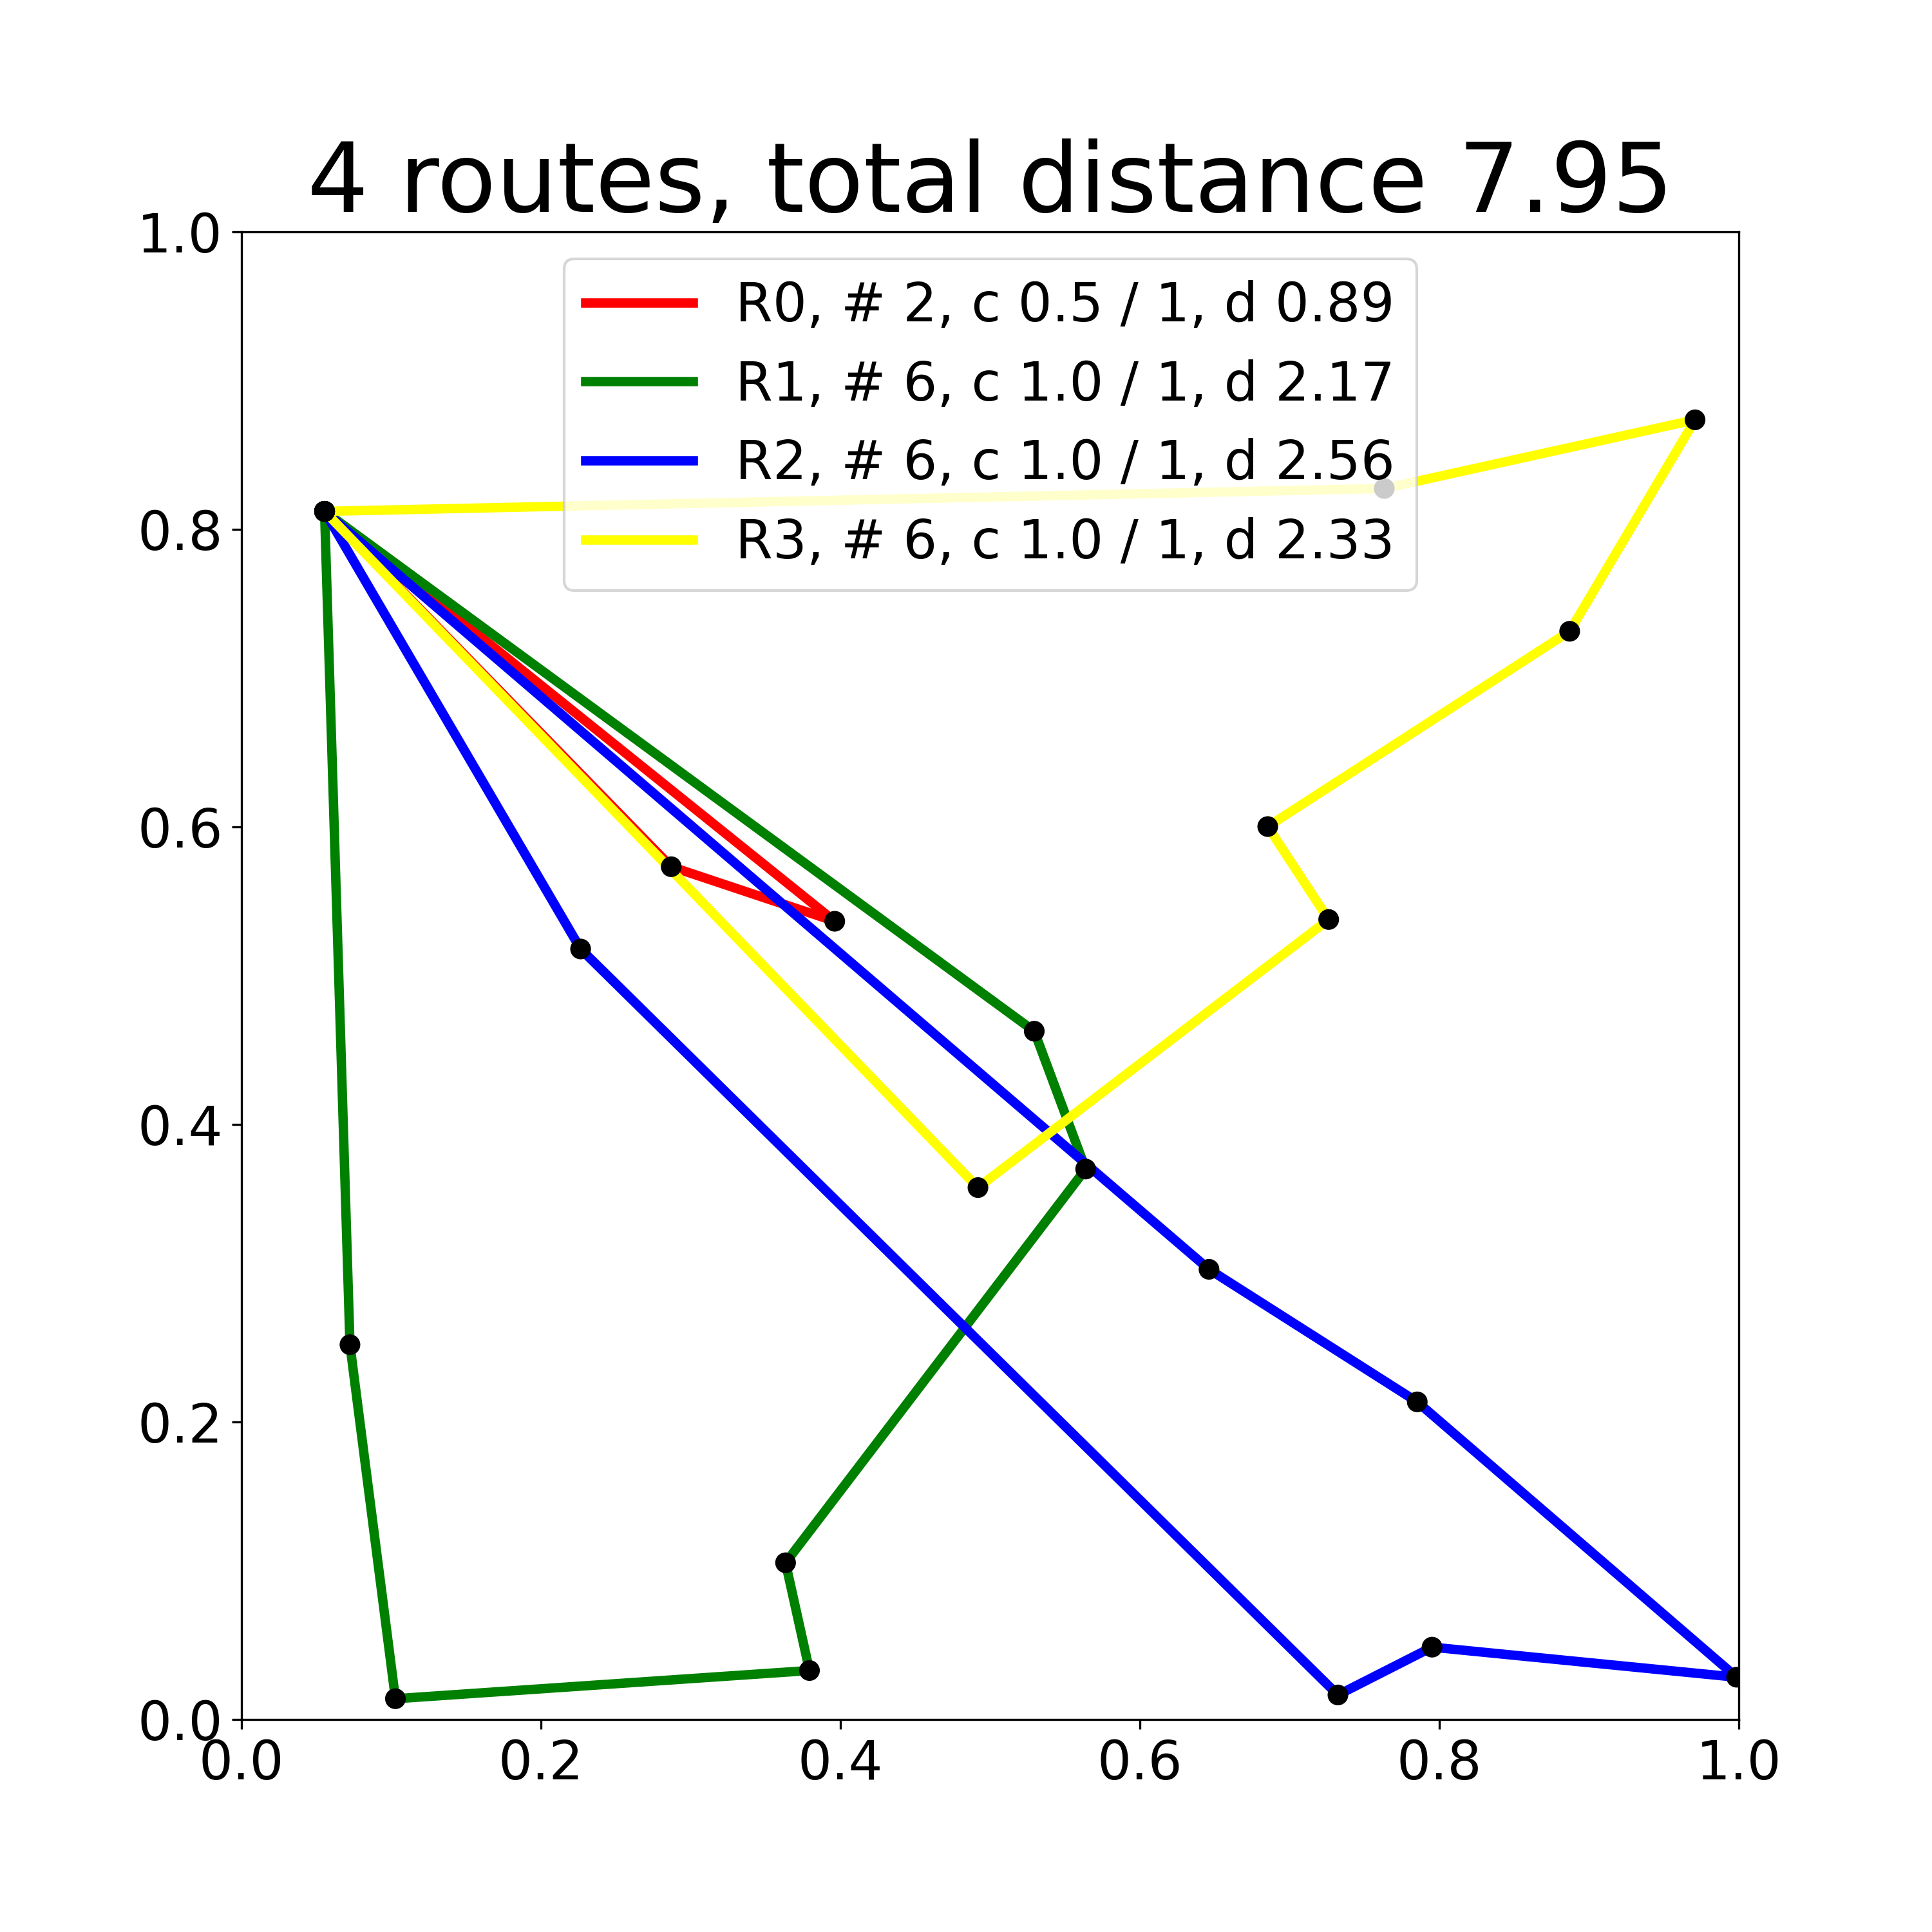 4 routes, total distance 7.95
1.0
R0, # 2, c 0.5 / 1, d 0.89
R1, # 6, c 1.0 / 1, d 2.17
R2, # 6, c 1.0 / 1, d 2.56
R3, # 6, c 1.0 / 1, d 2.33
0.8
0.6
0.4
0.2
0.0
0.0 0.2 0.4 0.6 0.8 1.0